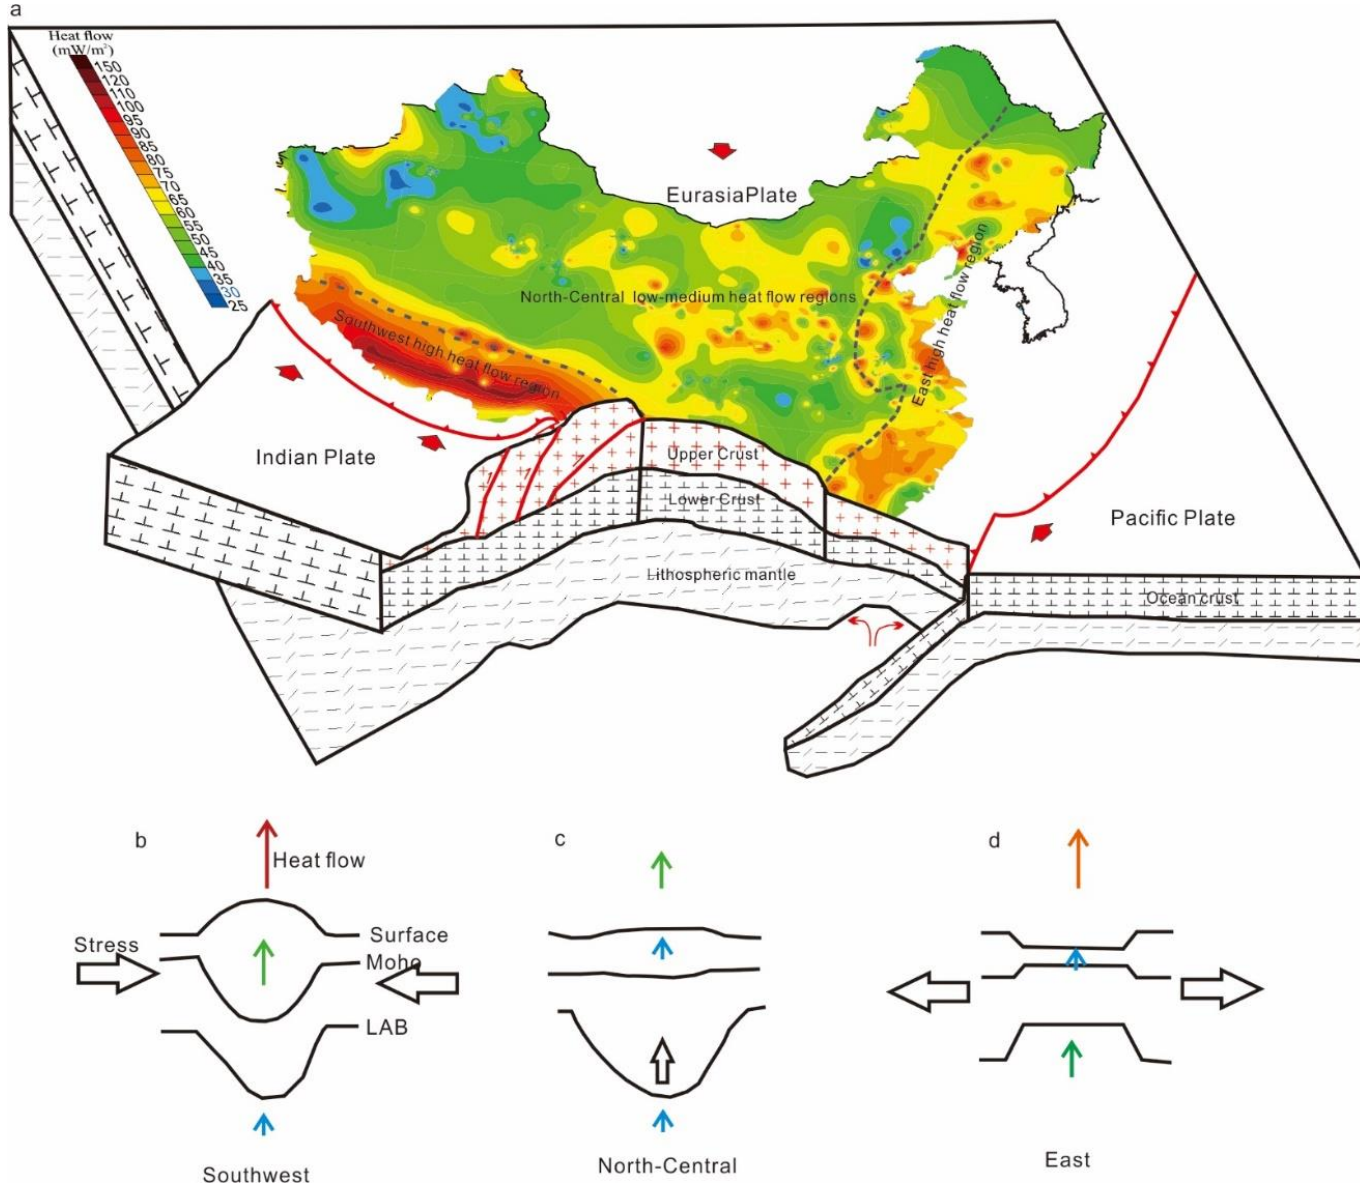 a
Heat flow
(mW/m²)
150
120
110
100
95
90
85
80
75
70
65
60
55
50
45
40
35
30
25
Eurasia Plate
North-Central low-medium heat flow regions
Southwest high heat flow region
East high heat flow region
Indian Plate
Upper Crust
Lower Crust
Pacific Plate
Lithospheric mantle
Ocean crust
b
c
d
Heat flow
Surface
Stress
Moho
LAB
Southwest
North-Central
East